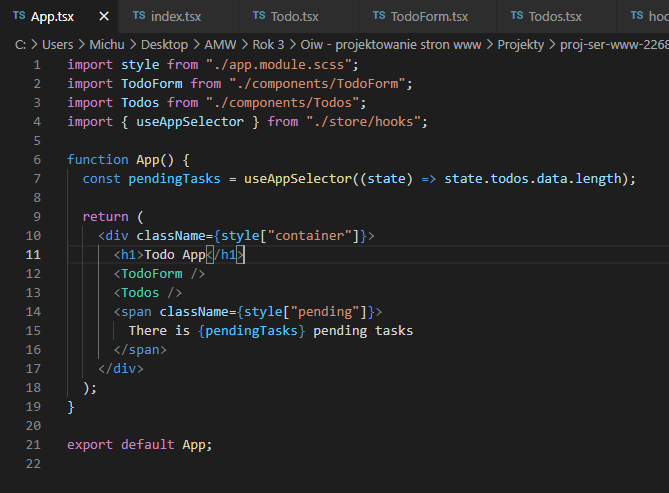 TS App.tsx × TS index.tsx TS Todo.tsx TS TodoForm.tsx TS Todos.tsx TS hoo
C: > Users > Michu > Desktop > AMW > Rok 3 > Oiw - projektowanie stron www > Projekty > proj-ser-www-2268
1 import style from "./app.module.scss";
2 import TodoForm from "./components/TodoForm";
3 import Todos from "./components/Todos";
4 import { useAppSelector } from "./store/hooks";
5
6 function App() {
7   const pendingTasks = useAppSelector((state) => state.todos.data.length);
8
9   return (
10     <div className={style["container"]}>
11       <h1>Todo App</h1>
12       <TodoForm />
13       <Todos />
14       <span className={style["pending"]}>
15         There is {pendingTasks} pending tasks
16       </span>
17     </div>
18   );
19 }
20
21 export default App;
22